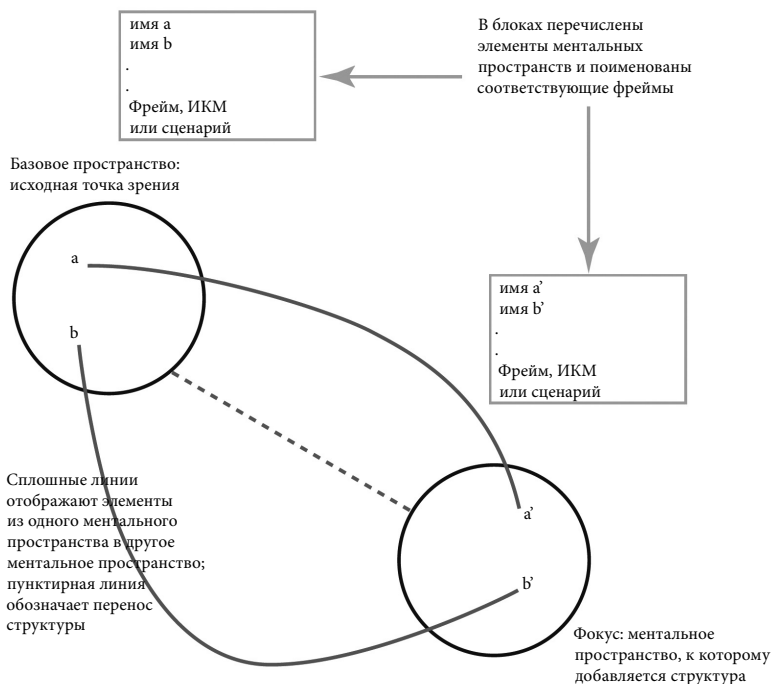 имя a
имя b
.
.
Фрейм, ИКМ
или сценарий
В блоках перечислены
элементы ментальных
пространств и поименованы
соответствующие фреймы
Базовое пространство:
исходная точка зрения
a
b
имя a’
имя b’
.
.
Фрейм, ИКМ
или сценарий
Сплошные линии
отображают элементы
из одного ментального
пространства в другое
ментальное пространство;
пунктирная линия
обозначает перенос
структуры
a’
b’
Фокус: ментальное
пространство, к которому
добавляется структура